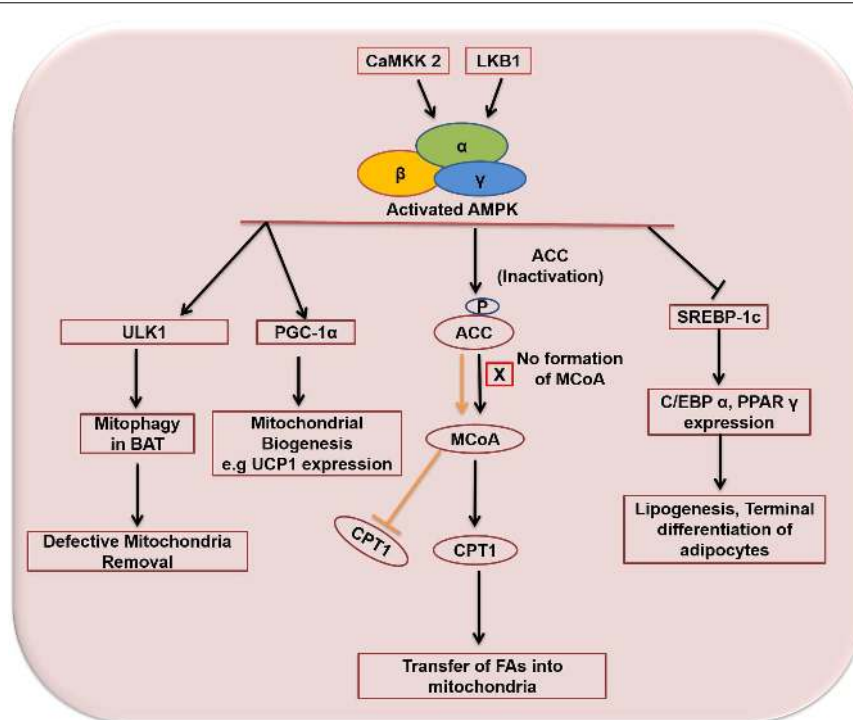 CaMKK 2
LKB1
α
β
γ
Activated AMPK
ACC
(Inactivation)
P
ULK1
PGC-1α
ACC
SREBP-1c
X
No formation
of MCoA
Mitophagy
in BAT
Mitochondrial
Biogenesis
e.g UCP1 expression
MCoA
C/EBP α, PPAR γ
expression
Defective Mitochondria
Removal
CPT1
CPT1
Lipogenesis, Terminal
differentiation of
adipocytes
Transfer of FAs into
mitochondria